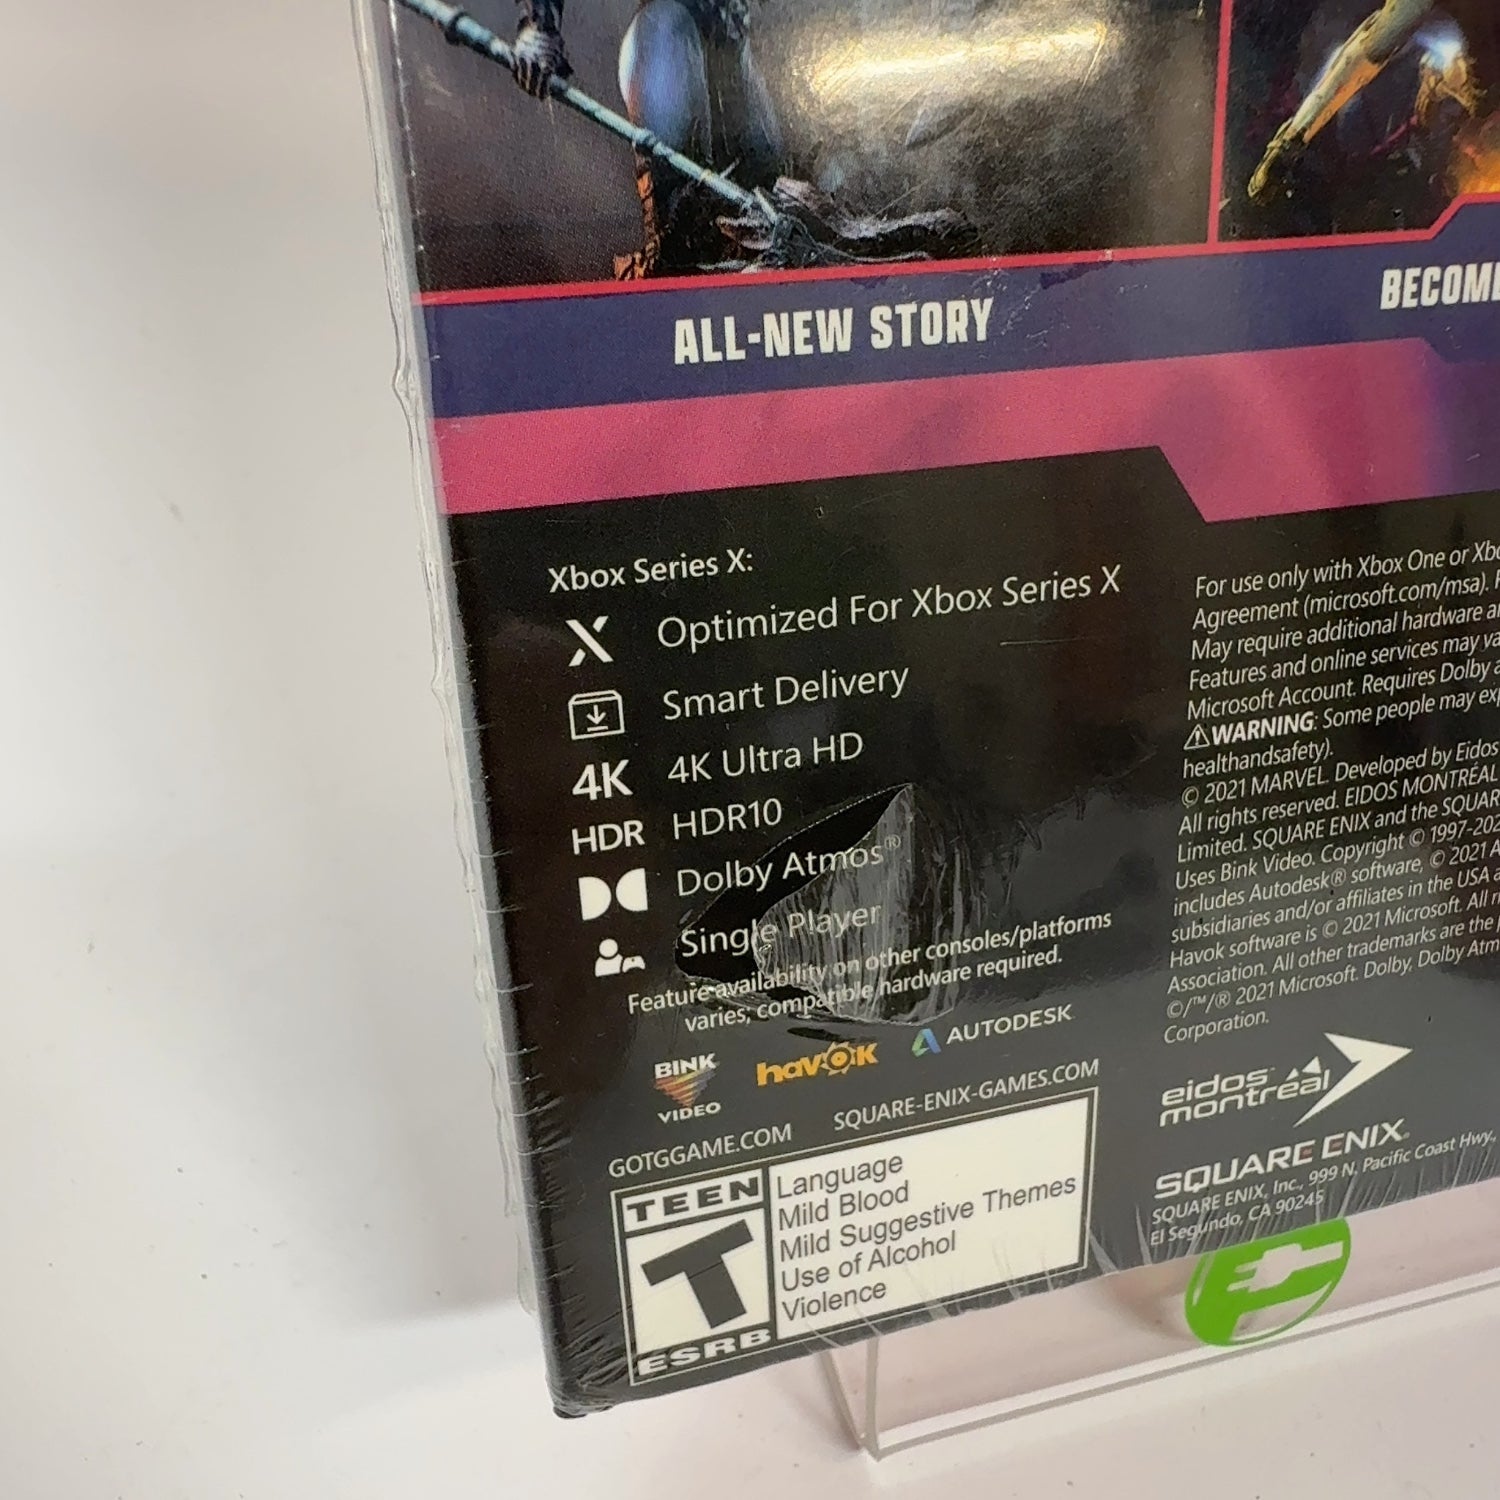 ALL-NEW STORY
BECOME
Xbox Series X:
Optimized For Xbox Series X
Smart Delivery
4K 4K Ultra HD
HDR HDR10
Dolby Atmos®
Single Player
Feature availability on other consoles/platforms
varies; compatible hardware required.
BINK
VIDEO
havok
AUTODESK
GOTGGAME.COM SQUARE-ENIX-GAMES.COM
TEEN
T
ESRB
Language
Mild Blood
Mild Suggestive Themes
Use of Alcohol
Violence
For use only with Xbox One or
Agreement (microsoft.com/msa).
May require additional hardware
Features and online services may
Microsoft Account. Requires Dolby
⚠WARNING: Some people may
healthandsafety).
© 2021 MARVEL. Developed by Eidos
All rights reserved. EIDOS MONTRÉAL
Limited. SQUARE ENIX and the
Uses Bink Video. Copyright © 1997-202
includes Autodesk® software, © 2021
subsidiaries and/or affiliates in the USA
Havok software is © 2021 Microsoft. All
Association. All other trademarks are the
©/™/® 2021 Microsoft. Dolby, Dolby
Corporation.
eidos
montréal
SQUARE ENIX.
SQUARE ENIX, Inc., 999 N. Pacific Coast Hwy.,
El Segundo, CA 90245